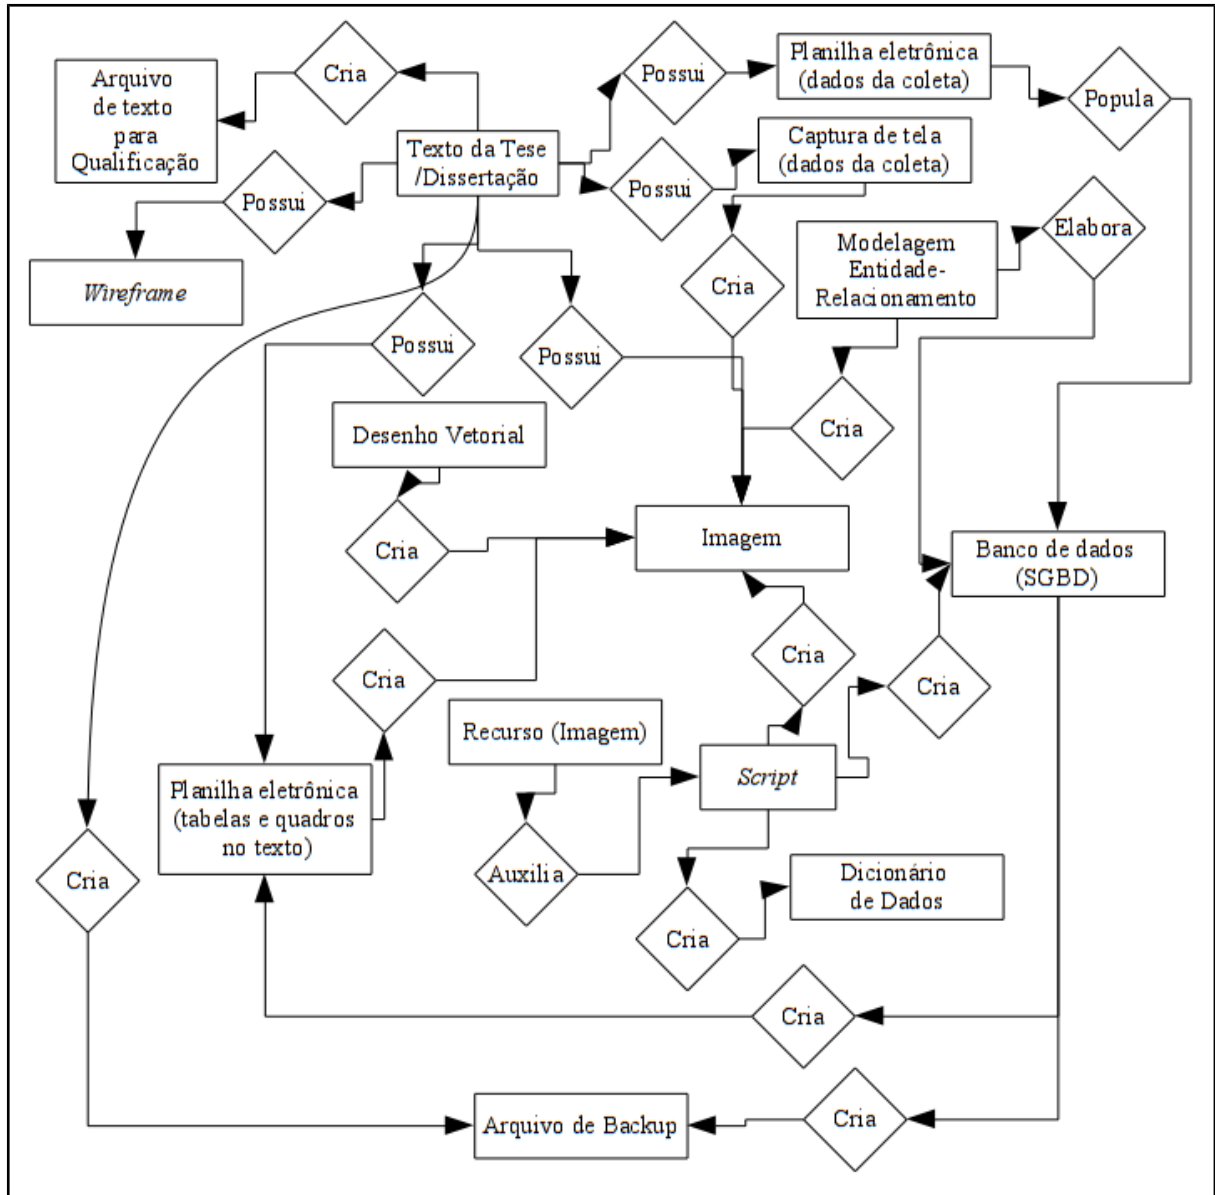 Arquivo
de texto
para
Qualificação
Cria
Possui
Planilha eletrônica
(dados da coleta)
Popula
Texto da Tese
/Dissertação
Captura de tela
(dados da coleta)
Possui
Possui
Wireframe
Elabora
Modelagem
Entidade-
Relacionamento
Cria
Possui
Possui
Cria
Desenho Vetorial
Cria
Imagem
Banco de dados
(SGBD)
Cria
Cria
Cria
Recurso (Imagem)
Script
Planilha eletrônica
(tabelas e quadros
no texto)
Cria
Auxilia
Dicionário
de Dados
Cria
Cria
Arquivo de Backup
Cria